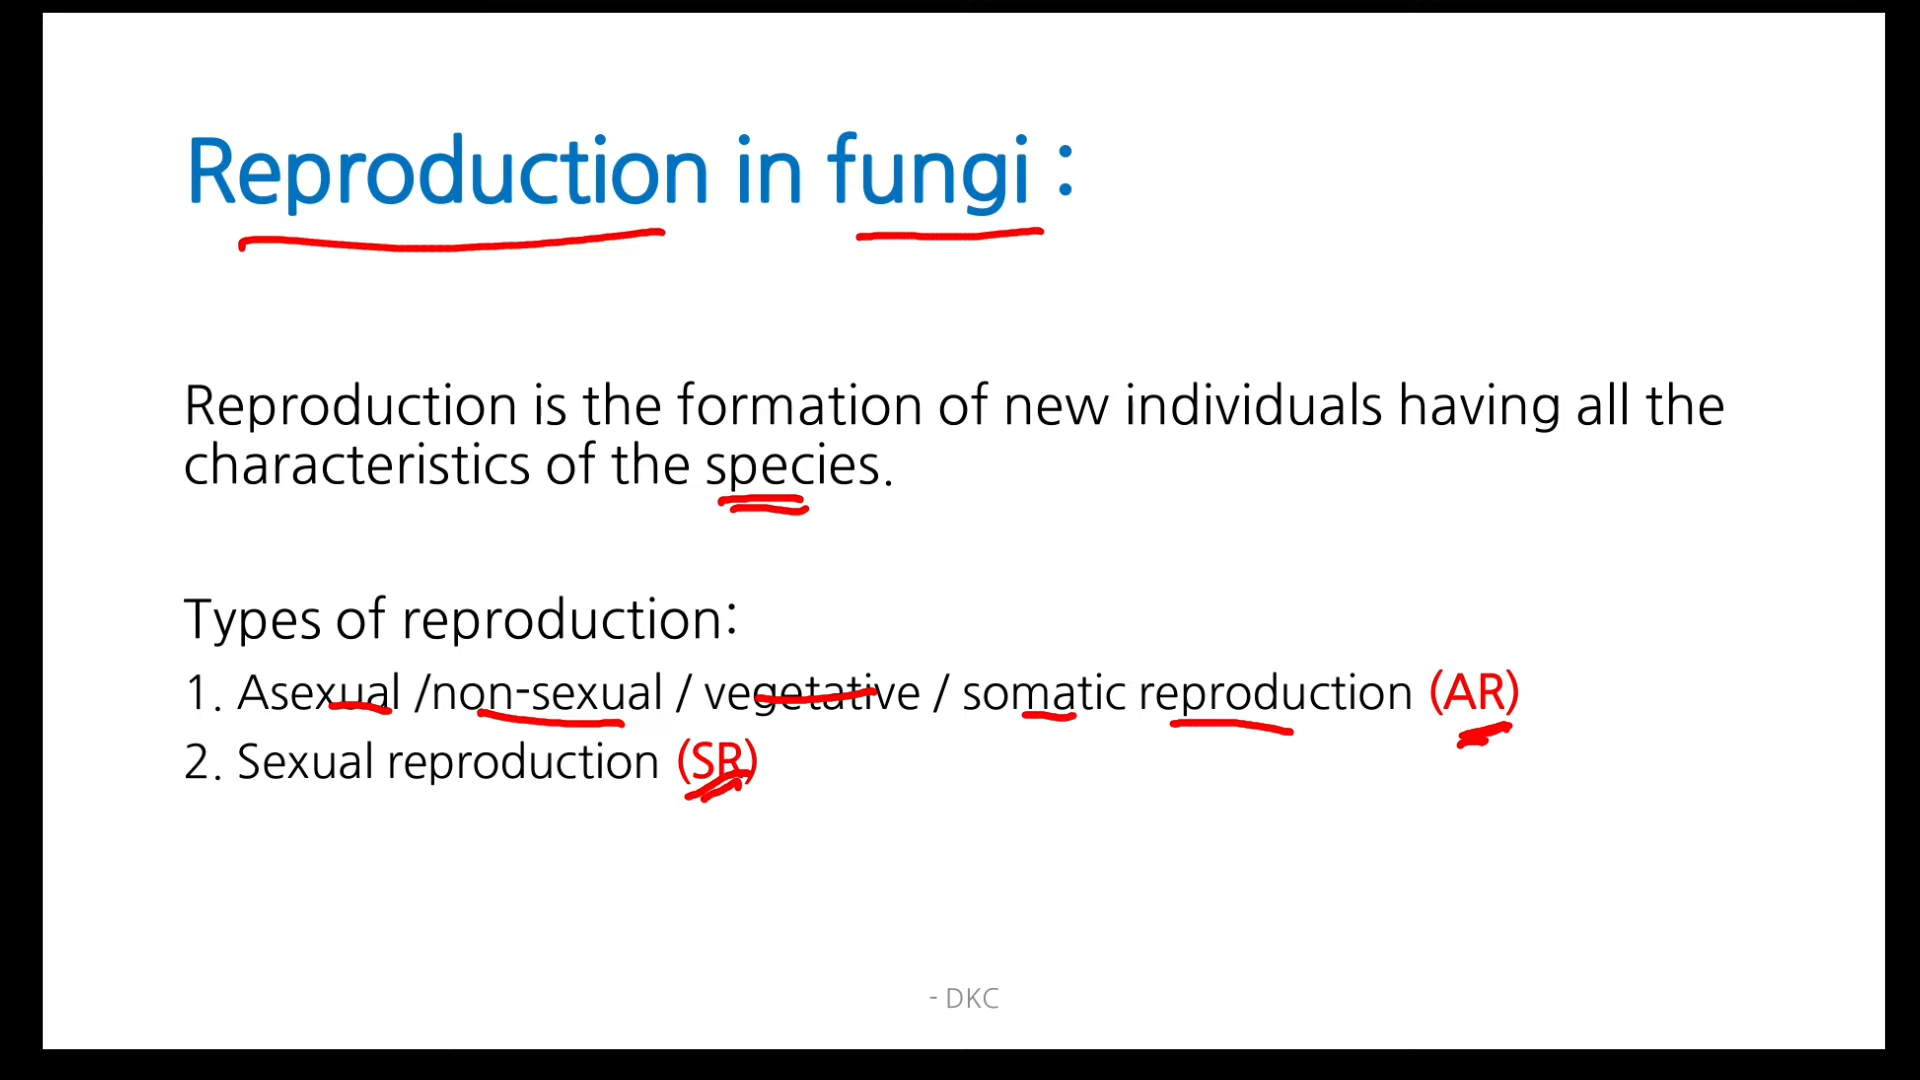 Reproduction in fungi :
Reproduction is the formation of new individuals having all the
characteristics of the species.
Types of reproduction:
1. Asexual /non-sexual / vegetative / somatic reproduction (AR)
2. Sexual reproduction (SR)
- DKC